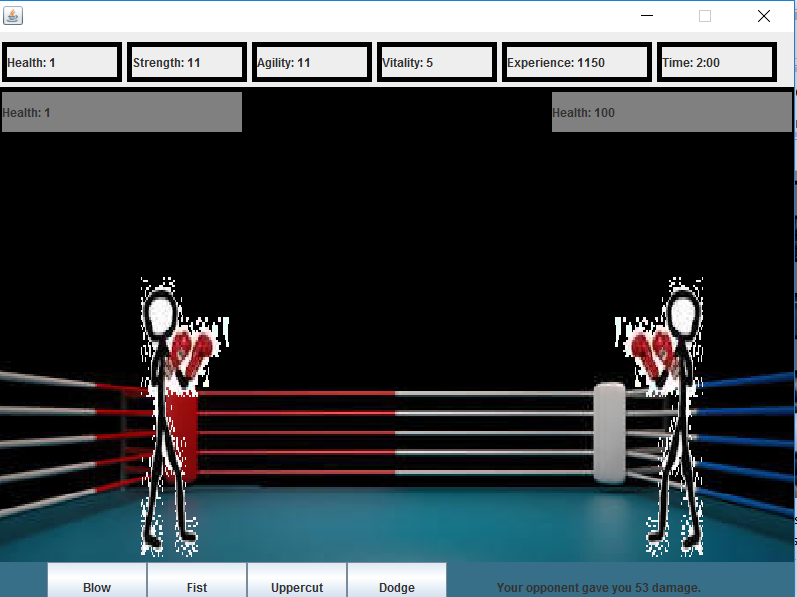 Health: 1 Strength: 11 Agility: 11 Vitality: 5 Experience: 1150 Time: 2:00
Health: 1 Health: 100
Blow Fist Uppercut Dodge Your opponent gave you 53 damage.